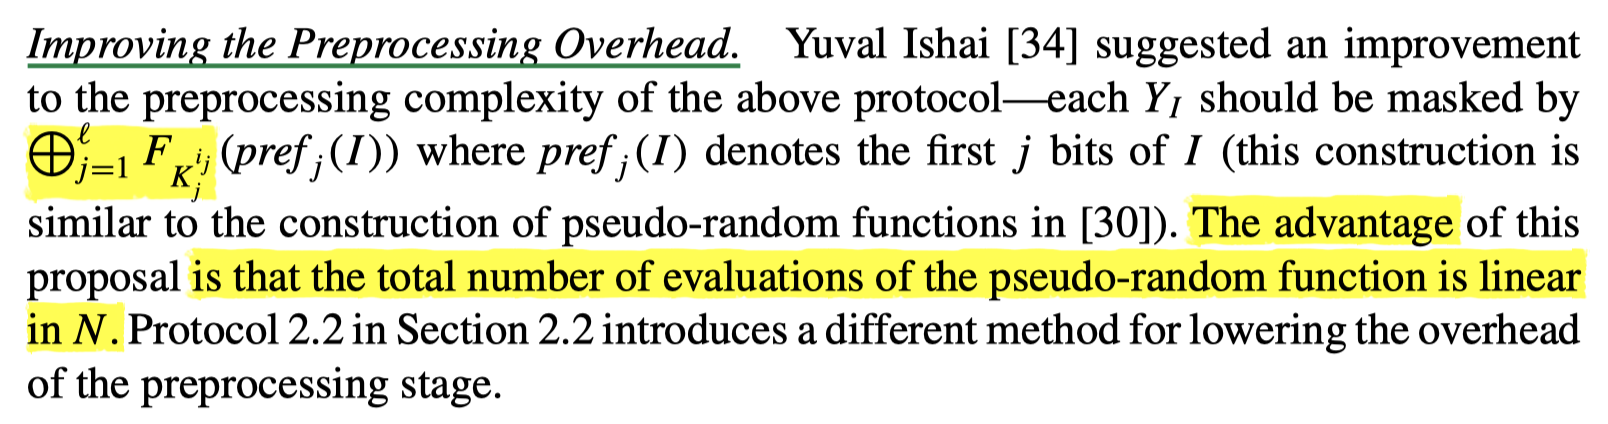 Improving the Preprocessing Overhead. Yuval Ishai [34] suggested an improvement
to the preprocessing complexity of the above protocol—each Y_I should be masked by
⊕_{j=1}^{ℓ} F_{K_j^{i_j}}(pref_j(I)) where pref_j(I) denotes the first j bits of I (this construction is
similar to the construction of pseudo-random functions in [30]). The advantage of this
proposal is that the total number of evaluations of the pseudo-random function is linear
in N. Protocol 2.2 in Section 2.2 introduces a different method for lowering the overhead
of the preprocessing stage.